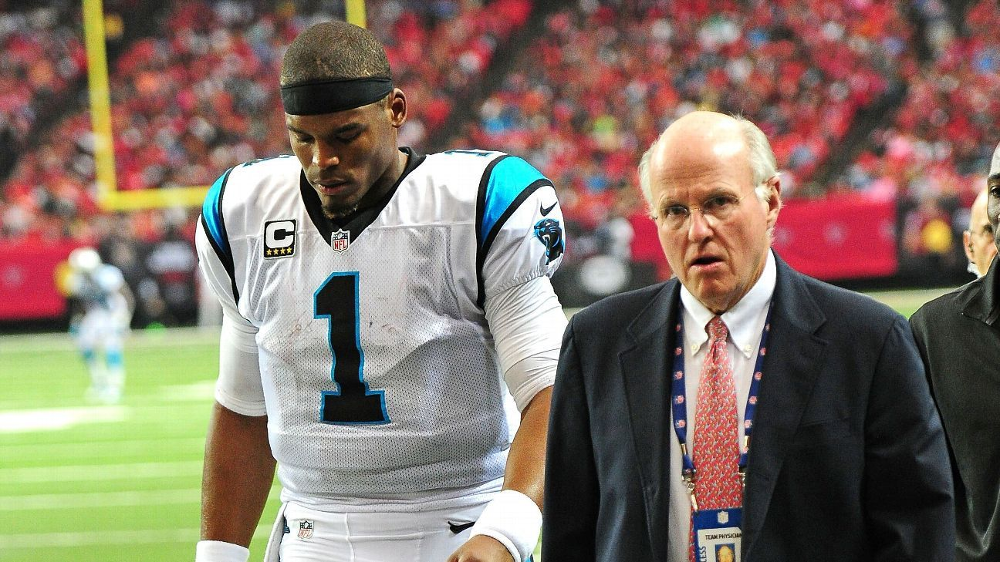 C
NFL
1
NFL
TEAM PHYSICIAN